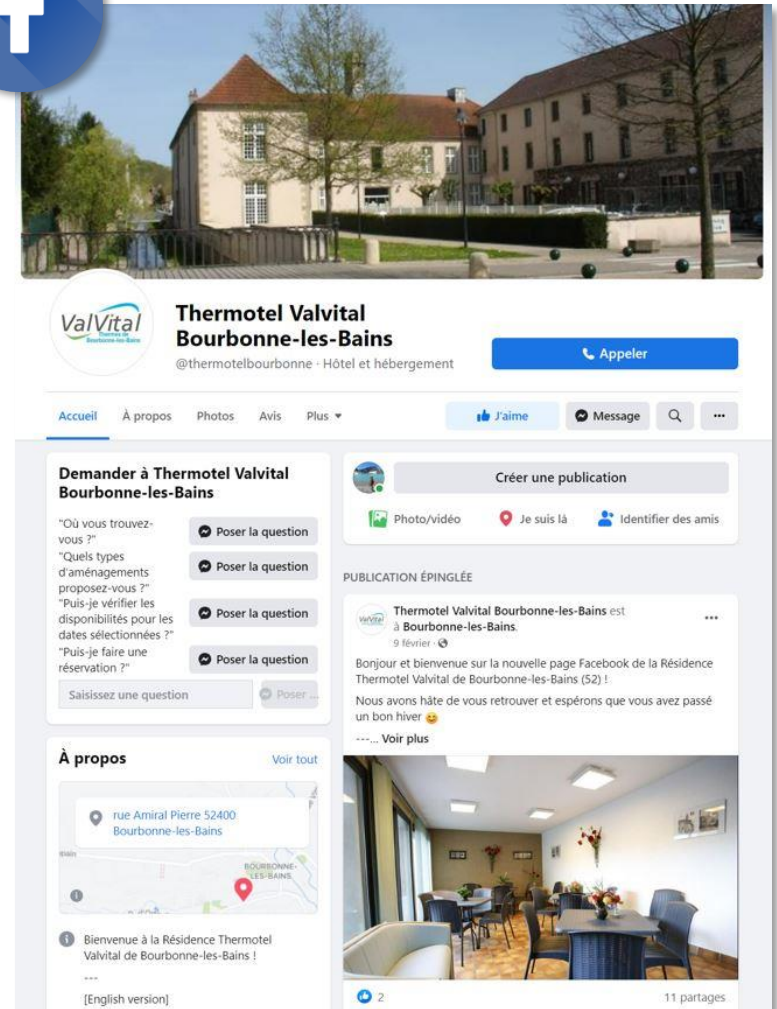 f
ValVital
Thermes de
Bourbonne-les-Bains
Thermotel Valvital
Bourbonne-les-Bains
@thermotelbourbonne · Hôtel et hébergement
Appeler
Accueil
À propos
Photos
Avis
Plus
J'aime
Message
Demander à Thermotel Valvital
Bourbonne-les-Bains
"Où vous trouvez-
vous ?"
Poser la question
"Quels types
d'aménagements
proposez-vous ?"
Poser la question
"Puis-je vérifier les
disponibilités pour les
dates sélectionnées ?"
Poser la question
"Puis-je faire une
réservation ?"
Poser la question
Saisissez une question
Poser ...
À propos
Voir tout
rue Amiral Pierre 52400
Bourbonne-les-Bains
BOURBONNE-
LES-BAINS
Bienvenue à la Résidence Thermotel
Valvital de Bourbonne-les-Bains !
---
[English version]
Créer une publication
Photo/vidéo
Je suis là
Identifier des amis
PUBLICATION ÉPINGLÉE
ValVital
Thermotel Valvital Bourbonne-les-Bains est
à Bourbonne-les-Bains.
9 février ·
Bonjour et bienvenue sur la nouvelle page Facebook de la Résidence
Thermotel Valvital de Bourbonne-les-Bains (52) !
Nous avons hâte de vous retrouver et espérons que vous avez passé
un bon hiver 😊
---... Voir plus
2
11 partages